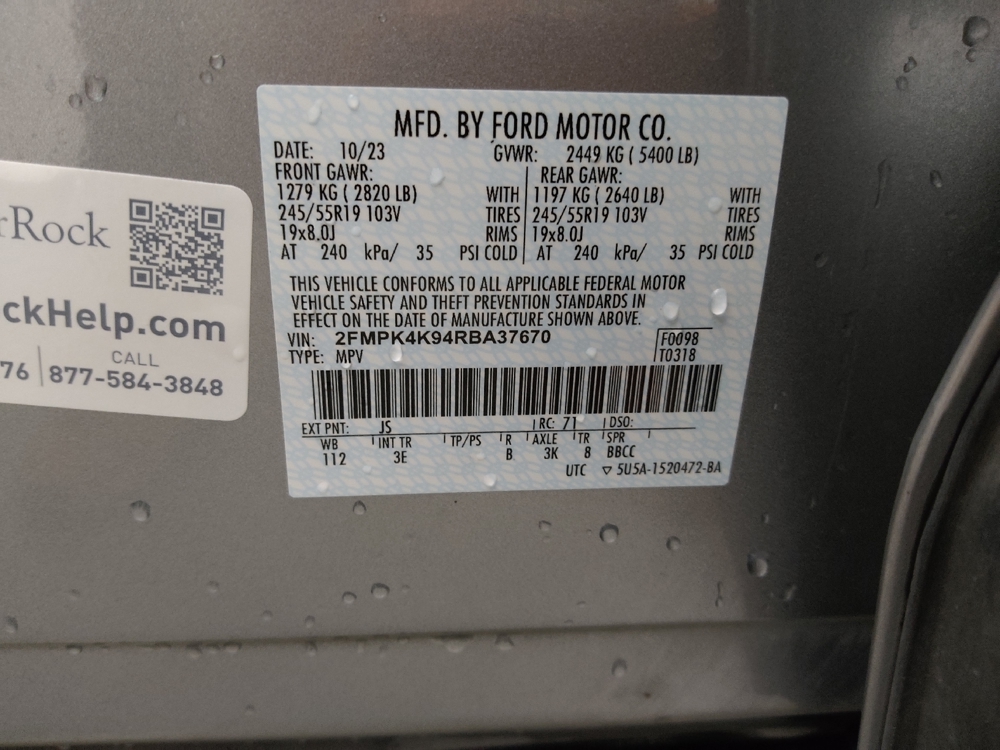 MFD. BY FORD MOTOR CO.
DATE: 10/23 GVWR: 2449 KG ( 5400 LB)
FRONT GAWR: REAR GAWR:
1279 KG ( 2820 LB) WITH 1197 KG ( 2640 LB) WITH
245/55R19 103V TIRES 245/55R19 103V TIRES
19x8.0J RIMS 19x8.0J RIMS
AT 240 kPa/ 35 PSI COLD AT 240 kPa/ 35 PSI COLD
THIS VEHICLE CONFORMS TO ALL APPLICABLE FEDERAL MOTOR
VEHICLE SAFETY AND THEFT PREVENTION STANDARDS IN
EFFECT ON THE DATE OF MANUFACTURE SHOWN ABOVE.
VIN: 2FMPK4K94RBA37670 F0098
TYPE: MPV T0318
EXT PNT: JS RC: 71 DSO:
WB INT TR TP/PS R AXLE TR SPR
112 3E B 3K 8 BBCC
UTC ▽ 5U5A-1520472-BA
rRock
ckHelp.com
CALL
76 | 877-584-3848